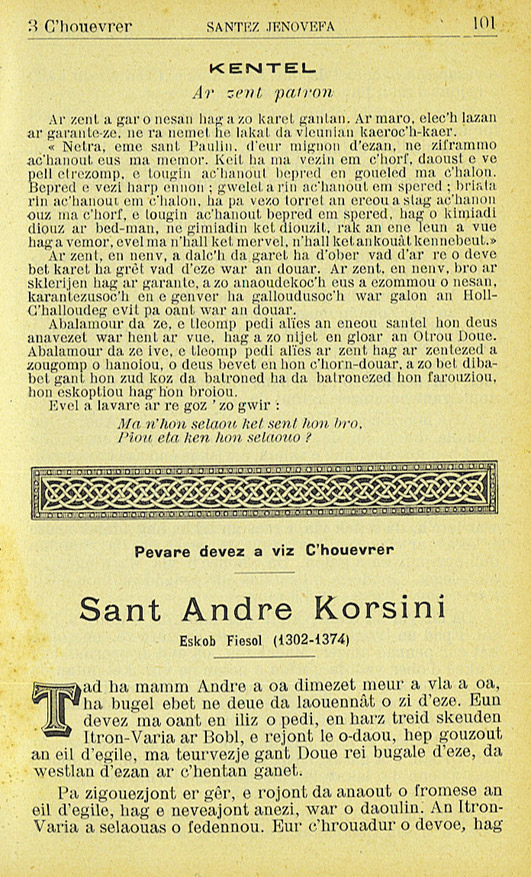 3 C'houevrer SANTEZ JENOVEFA 101
KENTEL
Ar zent patron
Ar zent a gar o nesan hag a zo karet gantan. Ar maro, elec'h lazan
ar garante-ze, ne ra nemet he lakat da vleunian kaeroc'h-kaer.
« Netra, eme sant Paulin, d'eur mignon d'ezan, ne ziframmo
ac'hanout eus ma memor. Keit ha ma vezin em c'horf, daoust e ve
pell etrezomp, e tougin ac'hanout bepred en goueled ma c'halon.
Bepred e vezi harp ennon ; gwelet a rin ac'hanout em spered ; briata
rin ac'hanout em c'halon, ha pa vezo torret an ereou a stag ac'hanon
ouz ma c'horf, e tougin ac'hanout bepred em spered, hag o kimiadi
diouz ar bed-man, ne gimiadin ket diouzit, rak an ene leun a vue
hag a vemor, evel ma n'hall ket mervel, n'hall ket ankouât kennebeut.»
Ar zent, en nenv, a dalc'h da garet ha d'ober vad d'ar re o deve
bet karet ha grêt vad d'eze war an douar. Ar zent, en nenv, bro ar
sklerijen hag ar garante, a zo anaoudekoc'h eus a ezommou o nesan,
karantezusoc'h en e genver ha galloudusoc'h war galon an Holl-
C'halloudeg evit pa oant war an douar.
Abalamour da ze, e tleomp pedi alies an eneou santel hon deus
anavezet war hent ar vue, hag a zo nijet en gloar an Otrou Doue.
Abalamour da ze ive, e tleomp pedi alies ar zent hag ar zentezed a
zougomp o hanoiou, o deus bevet en hon c'horn-douar, a zo bet diba-
bet gant hon zud koz da batroned ha da batronezed hon farouziou,
hon eskoptiou hag hon broiou.
Evel a lavare ar re goz 'zo gwir :
Ma n'hon selaou ket sent hon bro,
Piou eta ken hon selaouo ?
Pevare devez a viz C'houevrer
Sant Andre Korsini
Eskob Fiesol (1302-1374)
Tad ha mamm Andre a oa dimezet meur a vla a oa,
ha bugel ebet ne deue da laouennât o zi d'eze. Eun
devez ma oant en iliz o pedi, en harz treid skeuden
Itron-Varia ar Bobl, e rejont le o-daou, hep gouzout
an eil d'egile, ma teurvezje gant Doue rei bugale d'eze, da
westlan d'ezan ar c'hentan ganet.
Pa zigouezjont er gêr, e rojont da anaout o fromese an
eil d'egile, hag e neveajont anezi, war o daoulin. An Itron-
Varia a selaouas o fedennou. Eur c'hrouadur o devoe, hag